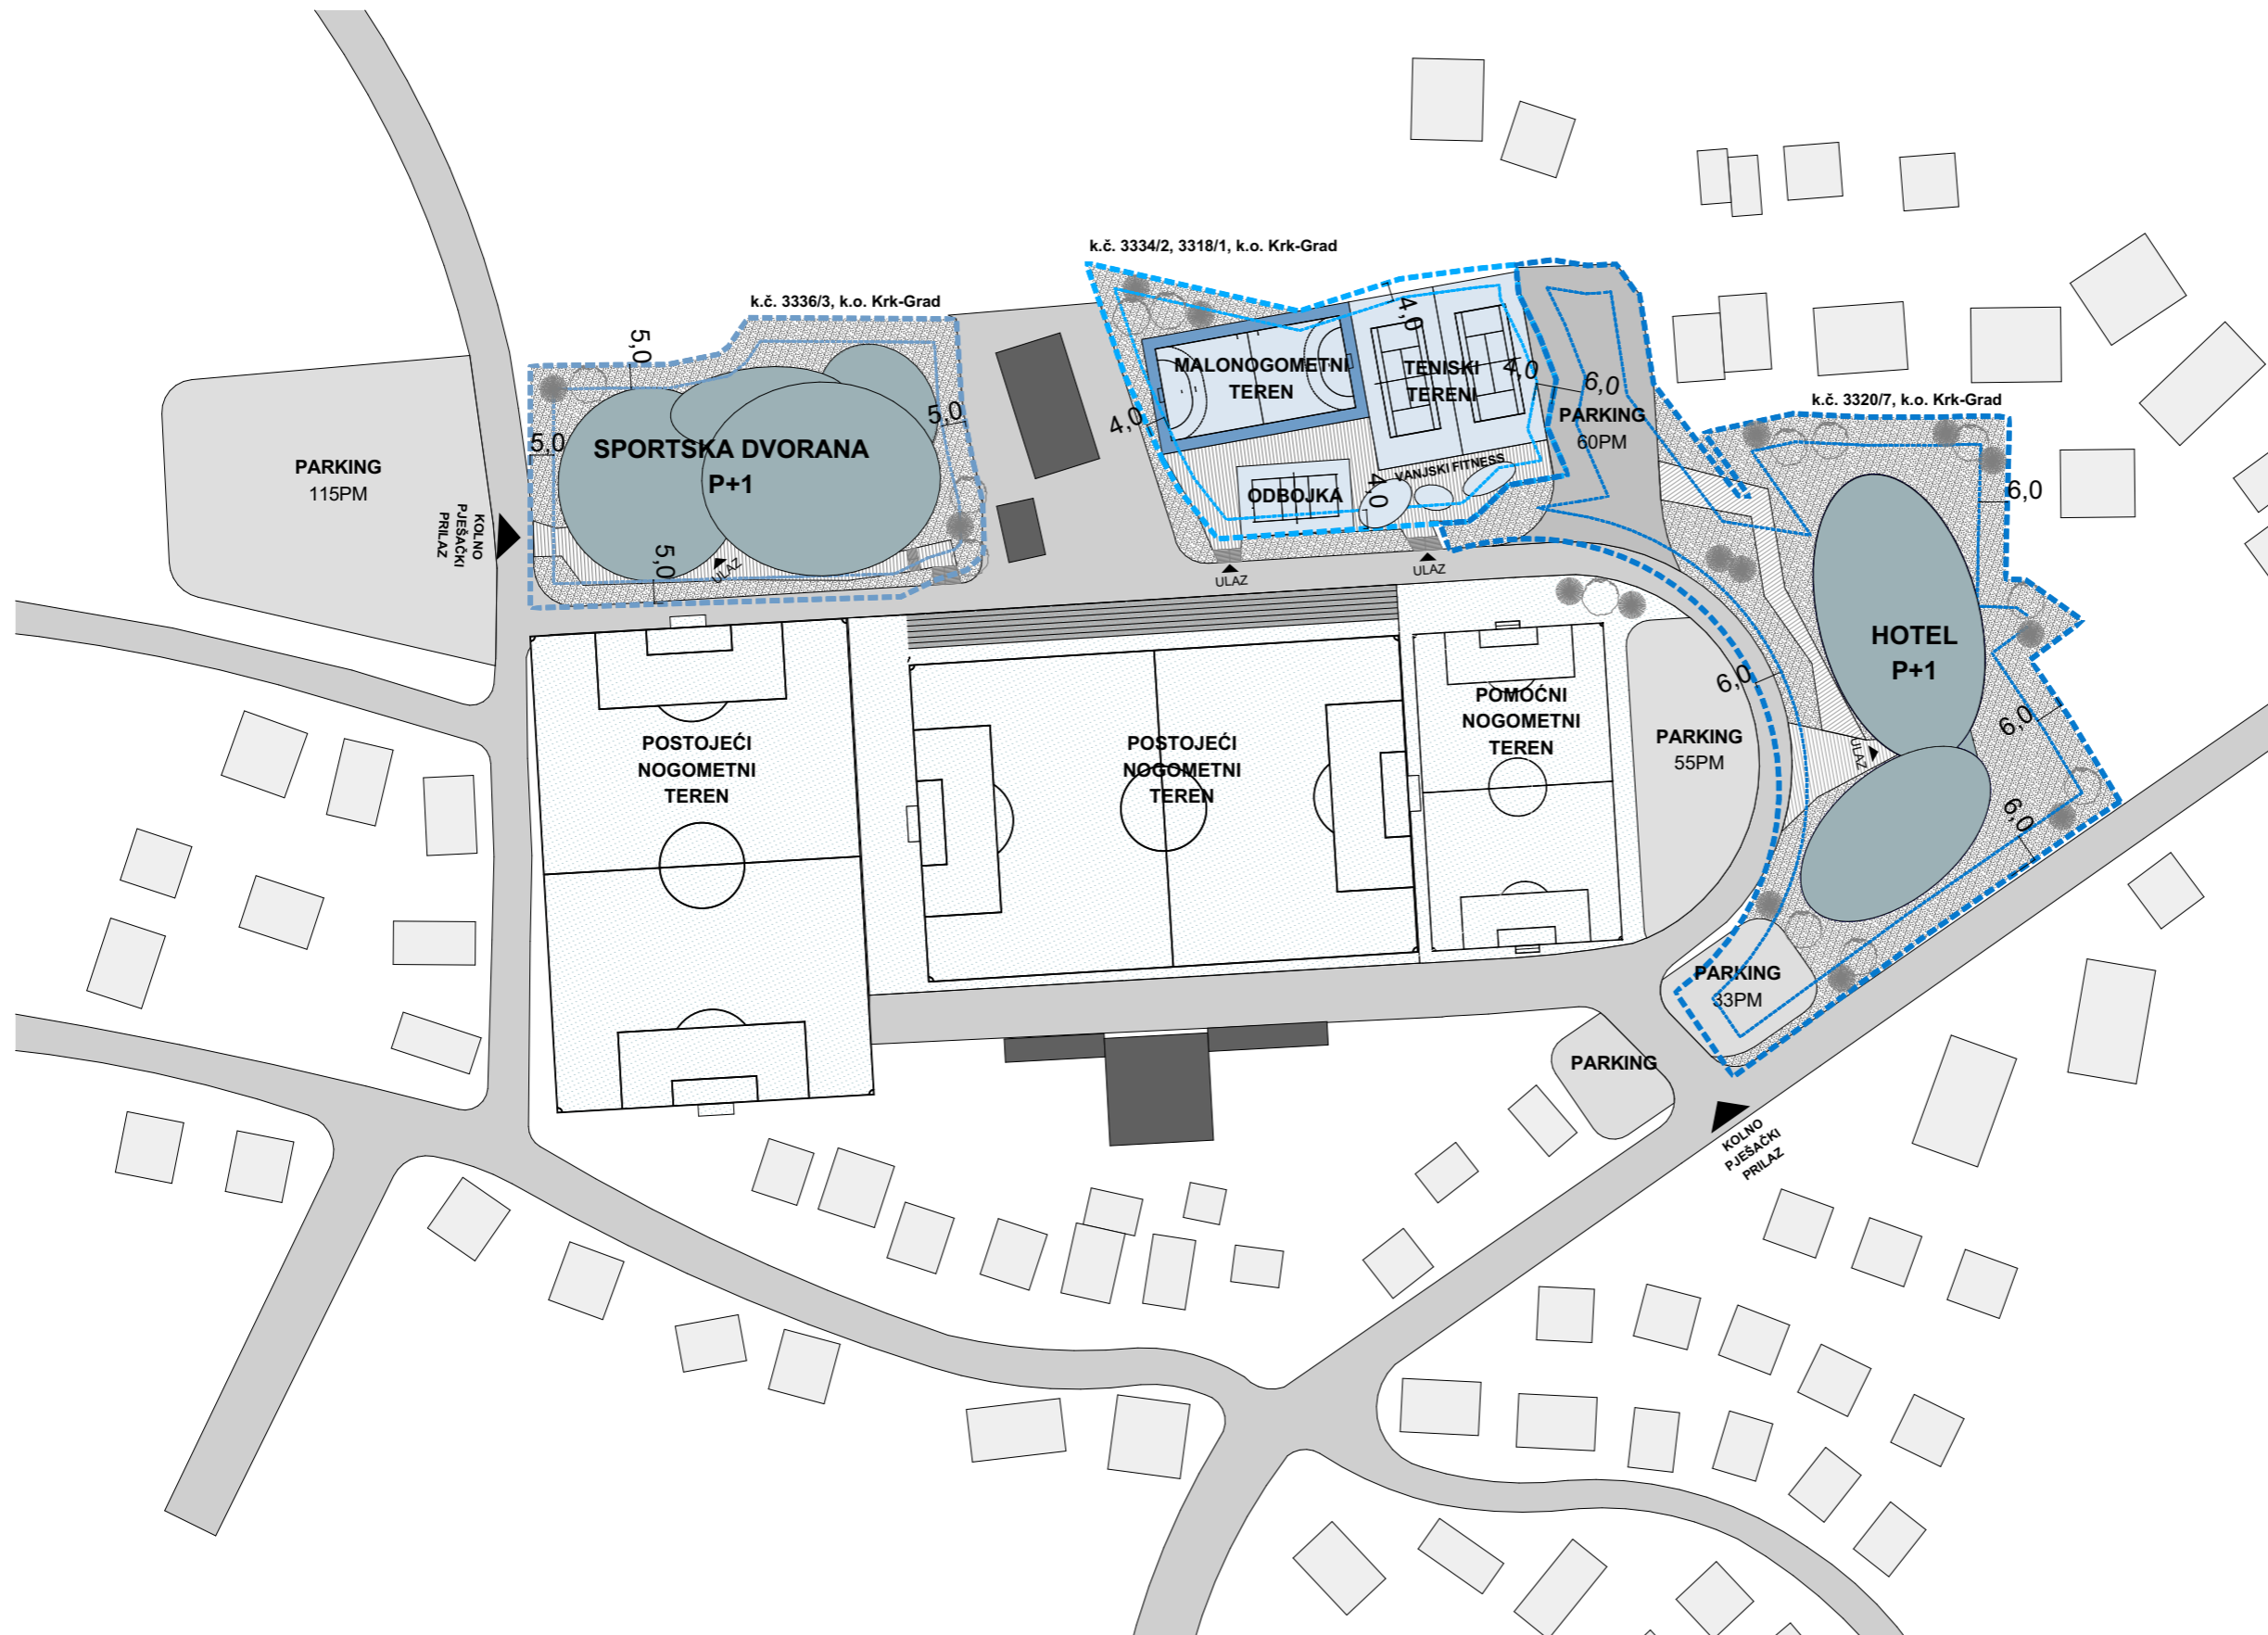 k.č. 3334/2, 3318/1, k.o. Krk-Grad
k.č. 3336/3, k.o. Krk-Grad
k.č. 3320/7, k.o. Krk-Grad
5,0
5,0
5,0
5,0
SPORTSKA DVORANA
P+1
ULAZ
PARKING
115PM
KOLNO
PJEŠAČKI
PRILAZ
4,0
4,0
4,0
4,0
MALONOGOMETNI
TEREN
TENISKI
TERENI
ODBOJKA
VANJSKI FITNESS
ULAZ
ULAZ
6,0
PARKING
60PM
6,0
HOTEL
P+1
6,0
6,0
6,0
ULAZ
POSTOJEĆI
NOGOMETNI
TEREN
POSTOJEĆI
NOGOMETNI
TEREN
POMOĆNI
NOGOMETNI
TEREN
PARKING
55PM
PARKING
33PM
PARKING
KOLNO
PJEŠAČKI
PRILAZ